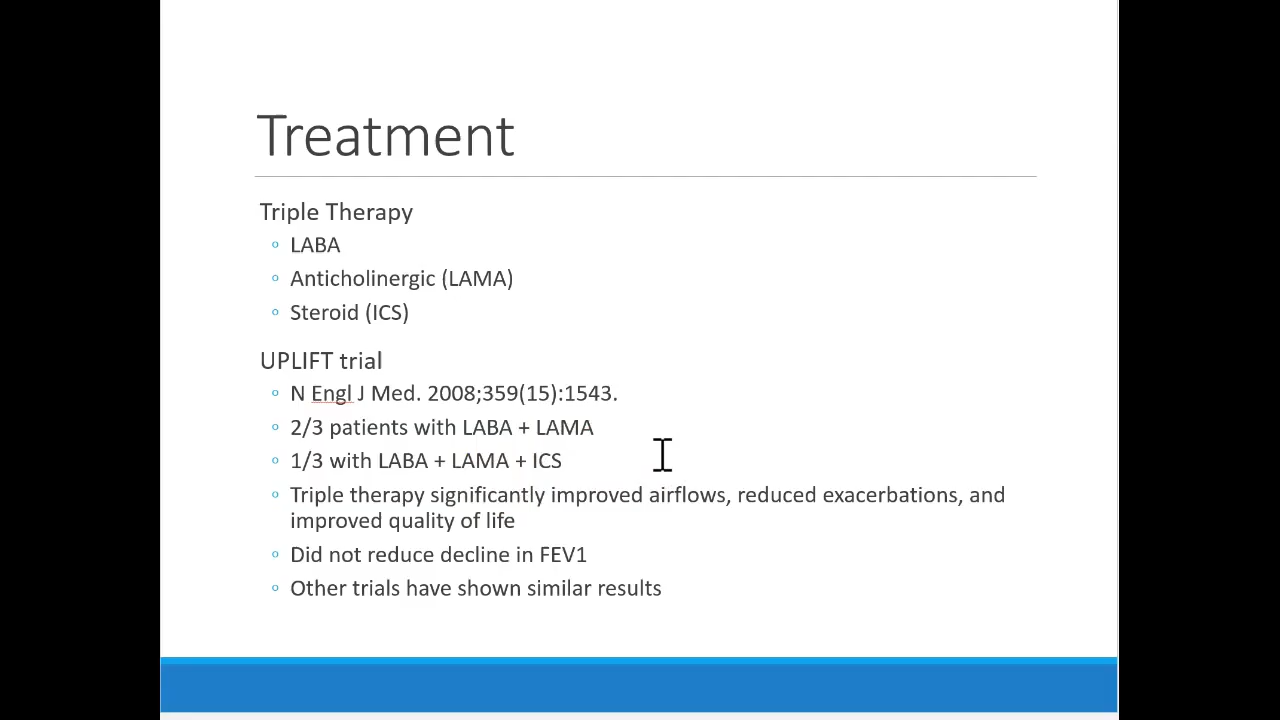 Treatment
Triple Therapy
LABA
Anticholinergic (LAMA)
Steroid (ICS)
UPLIFT trial
N Engl J Med. 2008;359(15):1543.
2/3 patients with LABA + LAMA
1/3 with LABA + LAMA + ICS
Triple therapy significantly improved airflows, reduced exacerbations, and
improved quality of life
Did not reduce decline in FEV1
Other trials have shown similar results